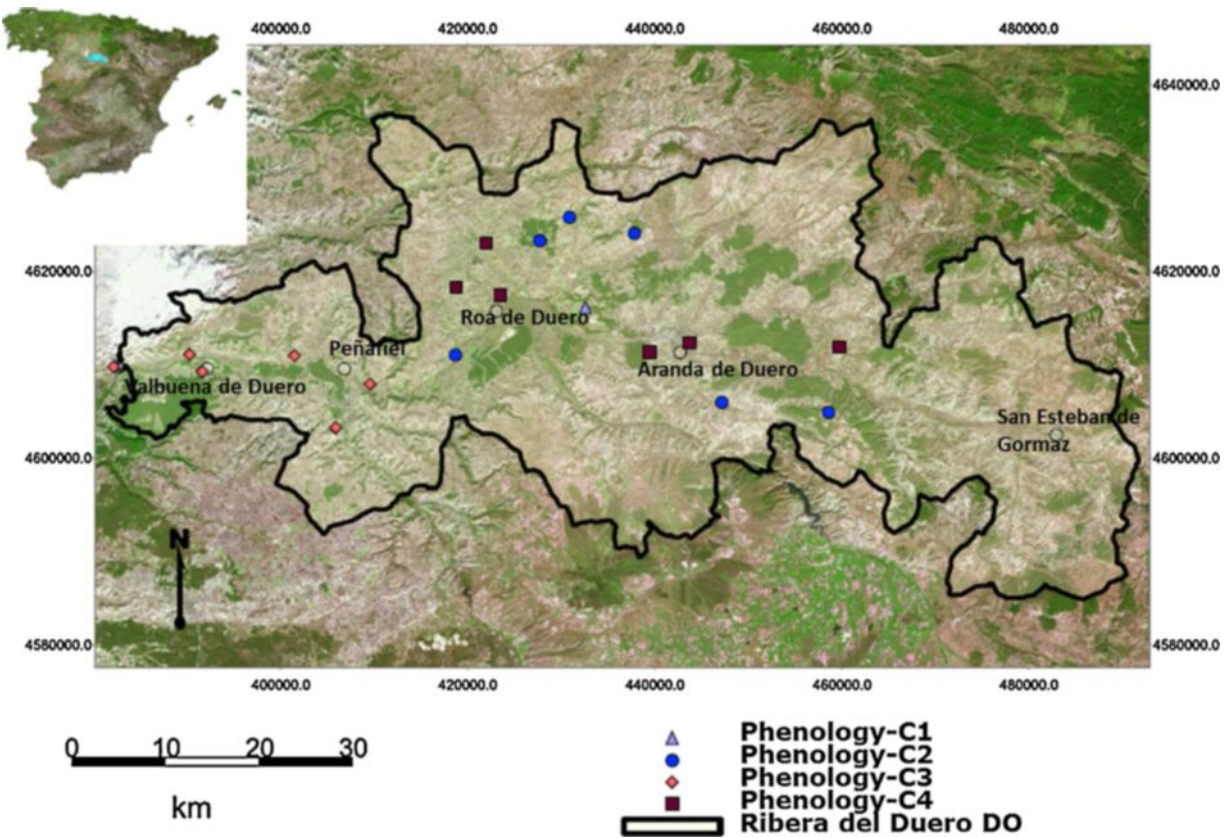 400000.0 420000.0 440000.0 460000.0 480000.0
4640000.0
4620000.0 4620000.0
Roa de Duero
Peñafiel
Aranda de Duero
Valbuena de Duero
San Esteban de
Gormaz
4600000.0 4600000.0
N
4580000.0 4580000.0
400000.0 420000.0 440000.0 460000.0 480000.0
0 10 20 30
km
Phenology-C1
Phenology-C2
Phenology-C3
Phenology-C4
Ribera del Duero DO